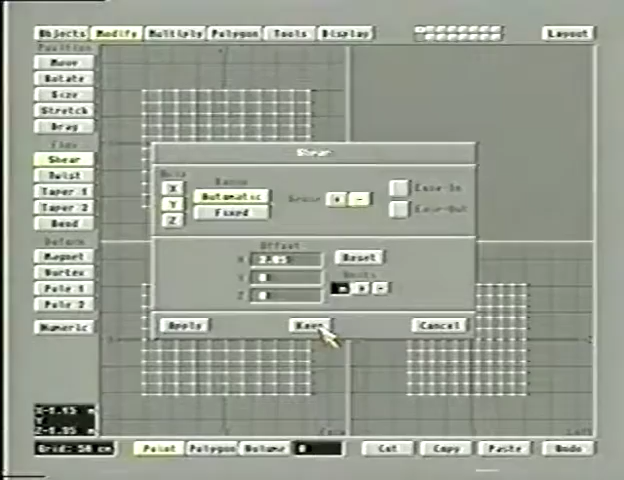 Objects Modify Multiply Polygon Tools Display Layout
Position
Move
Rotate
Size
Stretch
Drag
Shear
Twist
Taper 1
Taper 2
Bend
Deform
Magnet
Vortex
Pole 1
Pole 2
Numeric
Shear
Axis
X
Y
Z
Range
Automatic
Fixed
Sense + -
Ease-In
Ease-Out
Offset
X
Y
Z
Reset
Units
Apply Keep Cancel
Grid: 50 cm Point Polygon Volume 0 Cut Copy Paste Undo